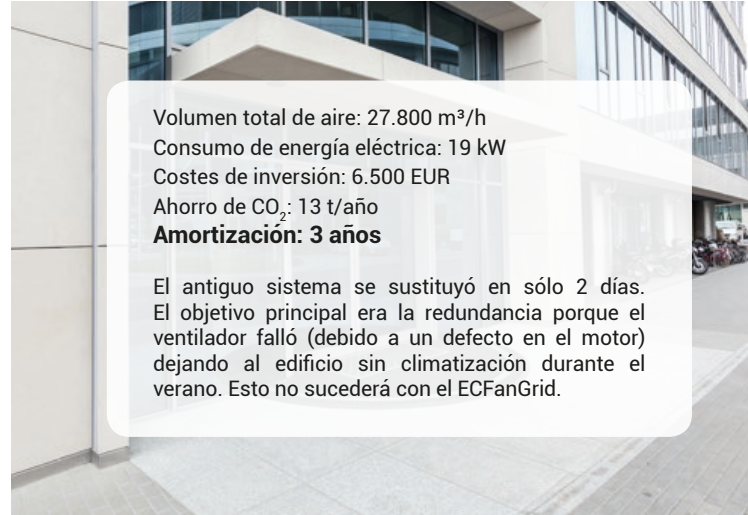 Volumen total de aire: 27.800 m³/h
Consumo de energía eléctrica: 19 kW
Costes de inversión: 6.500 EUR
Ahorro de CO₂: 13 t/año
Amortización: 3 años
El antiguo sistema se sustituyó en sólo 2 días.
El objetivo principal era la redundancia porque el
ventilador falló (debido a un defecto en el motor)
dejando al edificio sin climatización durante el
verano. Esto no sucederá con el ECFanGrid.